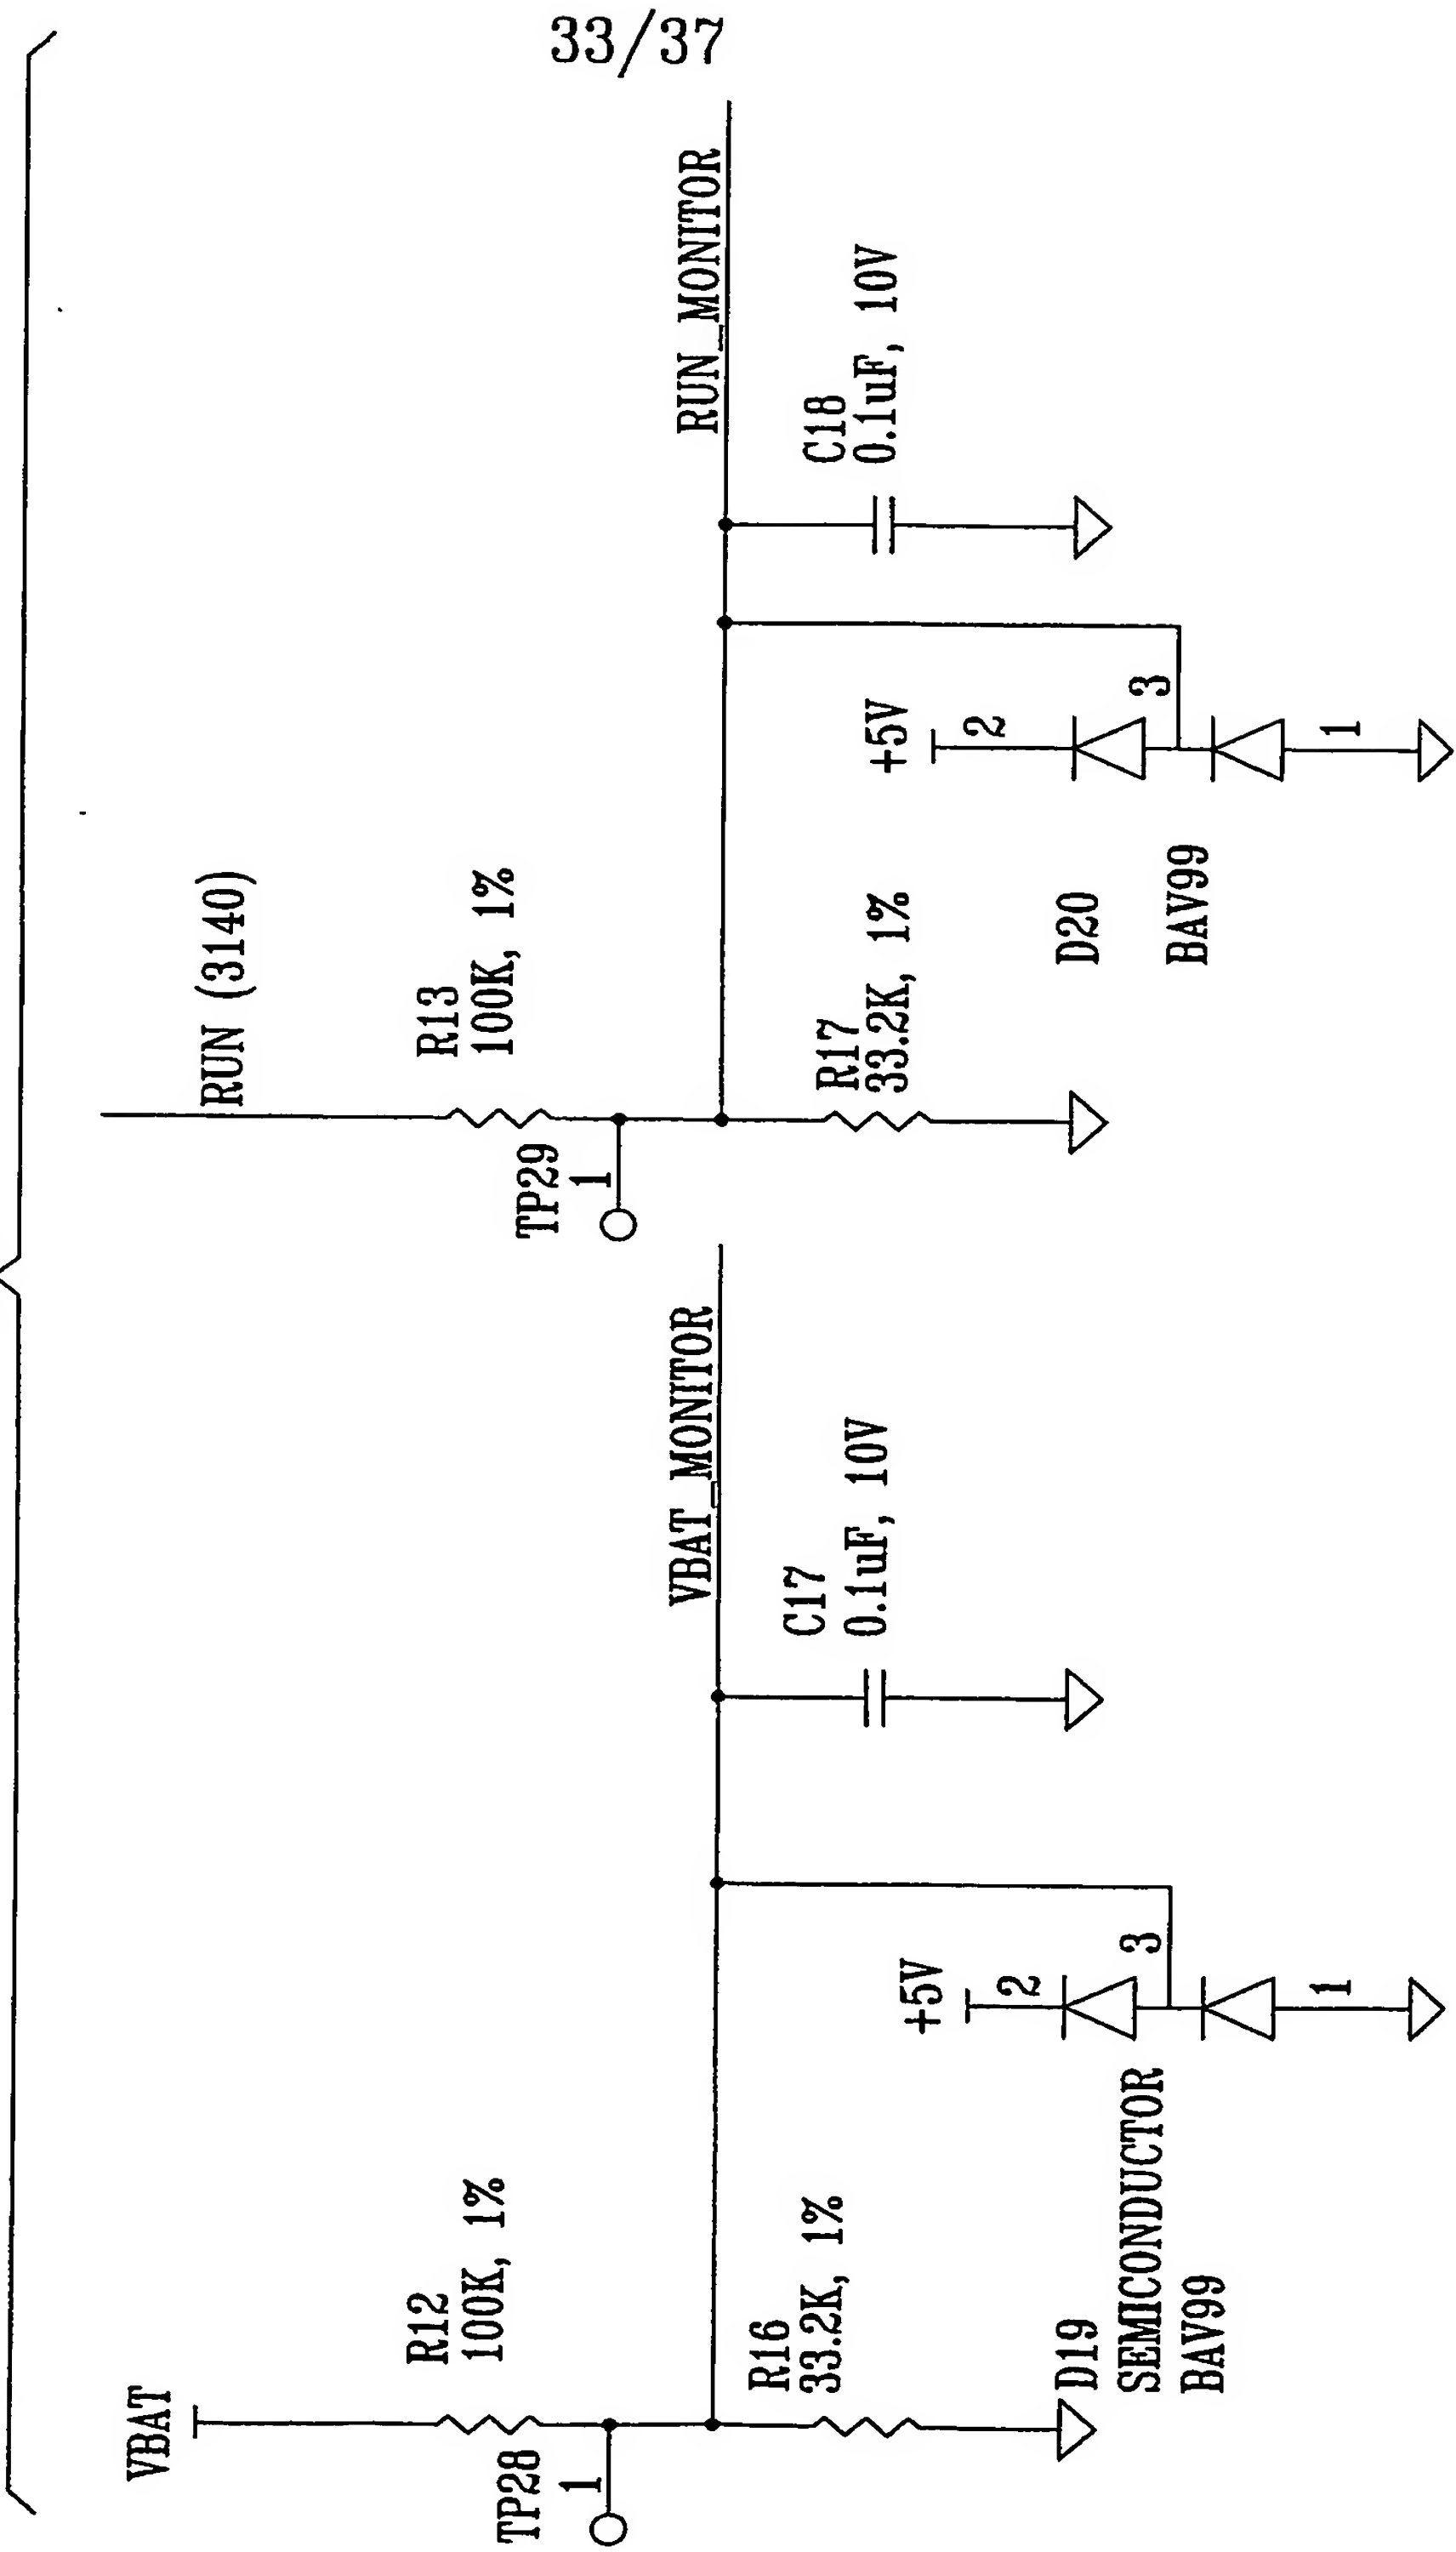 33/37
VBAT
R12
100K, 1%
TP28
1
R16
33.2K, 1%
VBAT_MONITOR
C17
0.1uF, 10V
+5V
2
3
1
D19
SEMICONDUCTOR
BAV99
RUN (3140)
R13
100K, 1%
TP29
1
R17
33.2K, 1%
RUN_MONITOR
C18
0.1uF, 10V
+5V
2
3
1
D20
BAV99